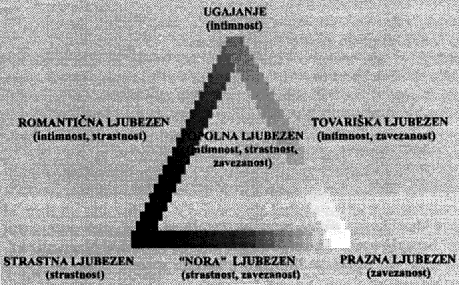 UGAJANJE
(intimnost)
ROMANTIČNA LJUBEZEN
(intimnost, strastnost)
TOVARIŠKA LJUBEZEN
(intimnost, zavezanost)
POPOLNA LJUBEZEN
(intimnost, strastnost,
zavezanost)
STRASTNA LJUBEZEN
(strastnost)
"NORA" LJUBEZEN
(strastnost, zavezanost)
PRAZNA LJUBEZEN
(zavezanost)